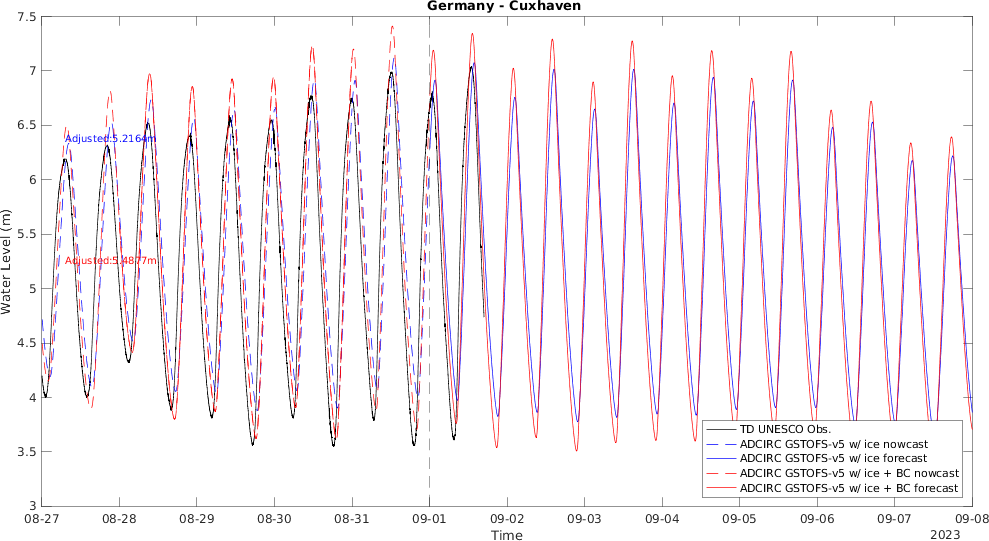 Germany - Cuxhaven
7.5
7
6.5
6
5.5
5
4.5
4
3.5
3
Water Level (m)
Adjusted:5.2164m
Adjusted:5.4877m
TD UNESCO Obs.
ADCIRC GSTOFS-v5 w/ ice nowcast
ADCIRC GSTOFS-v5 w/ ice forecast
ADCIRC GSTOFS-v5 w/ ice + BC nowcast
ADCIRC GSTOFS-v5 w/ ice + BC forecast
08-27 08-28 08-29 08-30 08-31 09-01 09-02 09-03 09-04 09-05 09-06 09-07 09-08
Time
2023